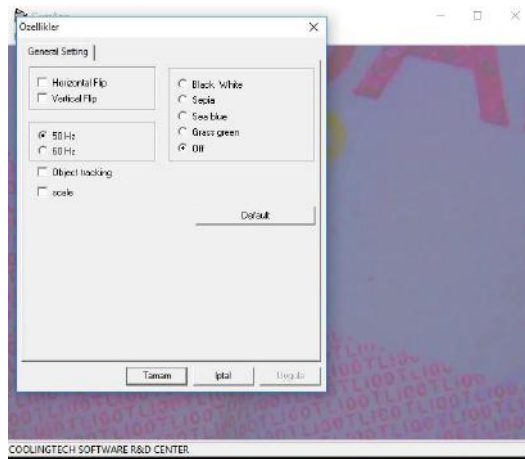 Özellikler
General Setting
Horizontal Flip
Vertical Flip
50 Hz
60 Hz
Object tracking
scale
Black White
Sepia
Sea blue
Grass green
Off
Default
Tamam
İptal
Uygula
COOLINGTECH SOFTWARE R&D CENTER